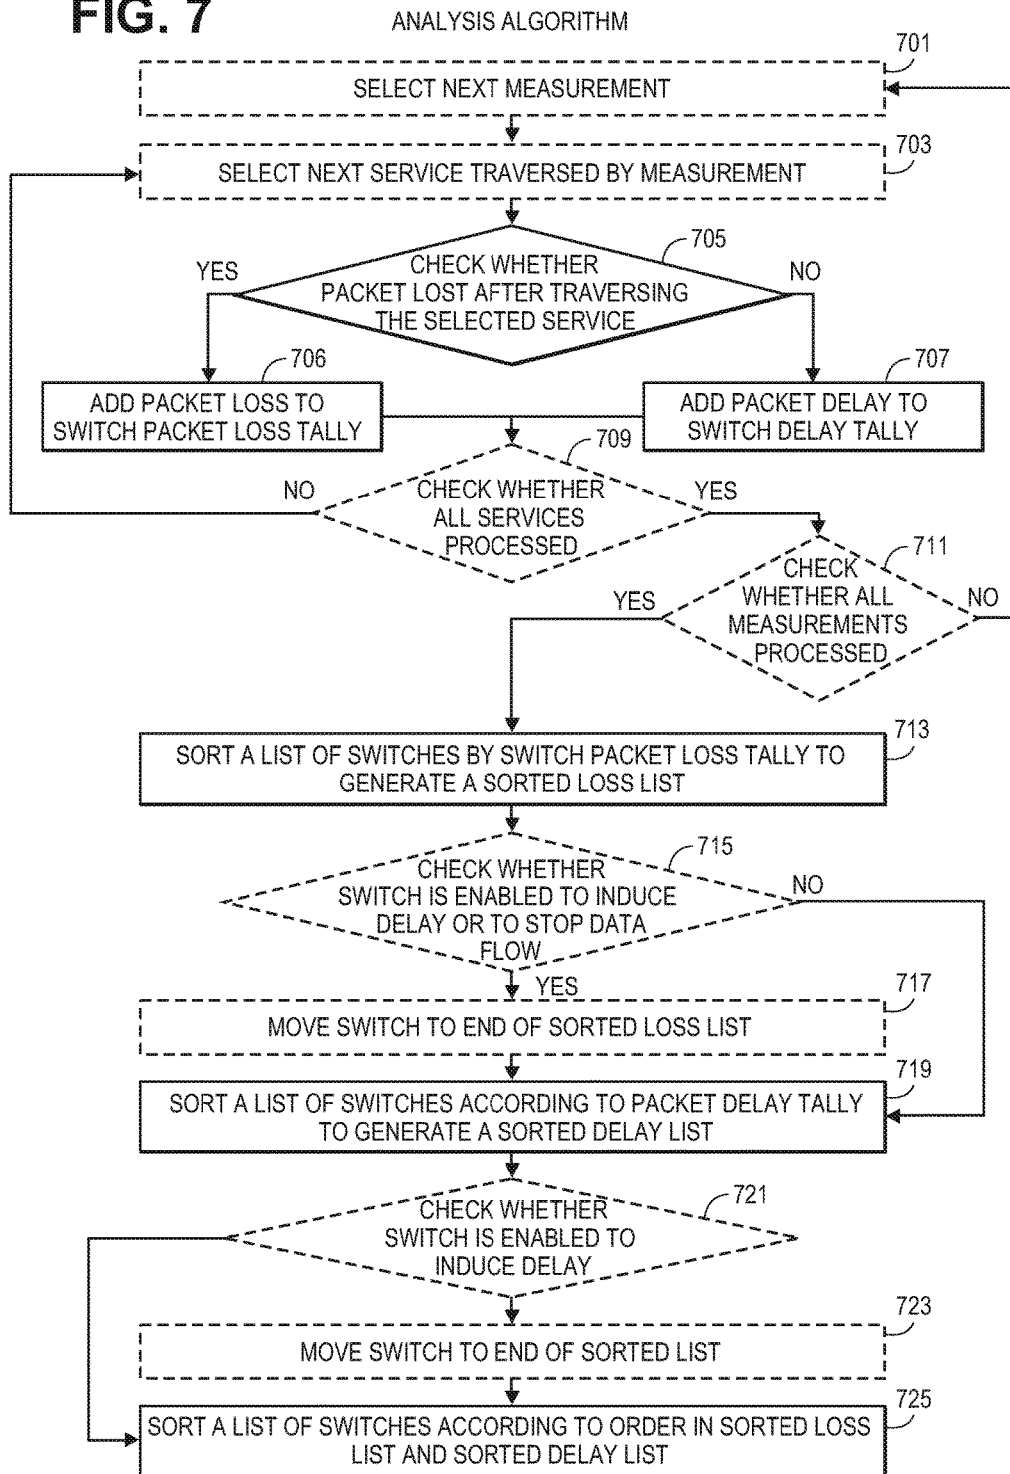 FIG. 7
ANALYSIS ALGORITHM
701
SELECT NEXT MEASUREMENT
703
SELECT NEXT SERVICE TRAVERSED BY MEASUREMENT
705
YES
CHECK WHETHER
NO
PACKET LOST AFTER TRAVERSING
THE SELECTED SERVICE
706
707
ADD PACKET LOSS TO
SWITCH PACKET LOSS TALLY
ADD PACKET DELAY TO
SWITCH DELAY TALLY
709
NO
CHECK WHETHER
ALL SERVICES
PROCESSED
YES
711
YES
CHECK
WHETHER ALL
MEASUREMENTS
PROCESSED
NO
713
SORT A LIST OF SWITCHES BY SWITCH PACKET LOSS TALLY TO
GENERATE A SORTED LOSS LIST
715
CHECK WHETHER
SWITCH IS ENABLED TO INDUCE
DELAY OR TO STOP DATA
FLOW
NO
YES
717
MOVE SWITCH TO END OF SORTED LOSS LIST
719
SORT A LIST OF SWITCHES ACCORDING TO PACKET DELAY TALLY
TO GENERATE A SORTED DELAY LIST
721
CHECK WHETHER
SWITCH IS ENABLED TO
INDUCE DELAY
723
MOVE SWITCH TO END OF SORTED LIST
725
SORT A LIST OF SWITCHES ACCORDING TO ORDER IN SORTED LOSS
LIST AND SORTED DELAY LIST